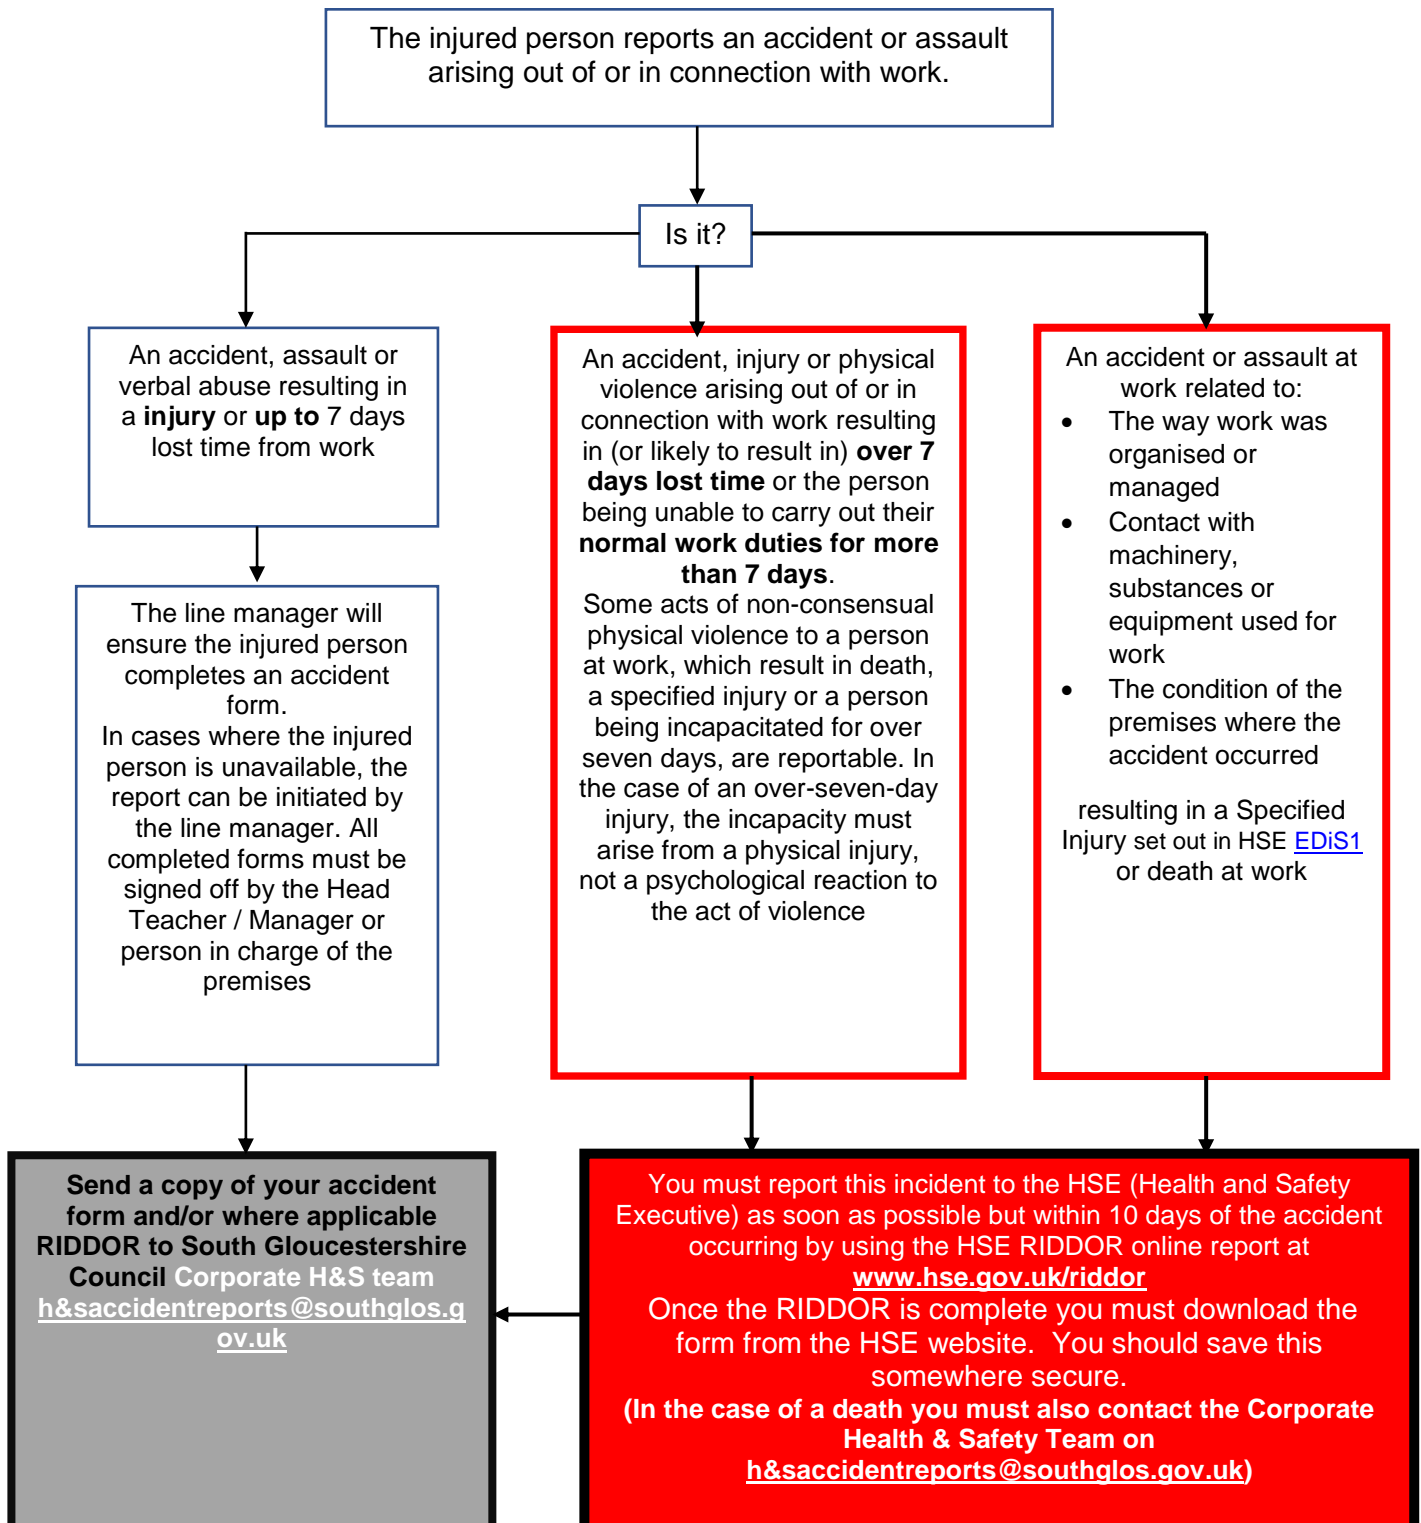 The injured person reports an accident or assault
arising out of or in connection with work.
Is it?
An accident, assault or
verbal abuse resulting in
a injury or up to 7 days
lost time from work
The line manager will
ensure the injured person
completes an accident
form.
In cases where the injured
person is unavailable, the
report can be initiated by
the line manager. All
completed forms must be
signed off by the Head
Teacher / Manager or
person in charge of the
premises
An accident, injury or physical
violence arising out of or in
connection with work resulting
in (or likely to result in) over 7
days lost time or the person
being unable to carry out their
normal work duties for more
than 7 days.
Some acts of non-consensual
physical violence to a person
at work, which result in death,
a specified injury or a person
being incapacitated for over
seven days, are reportable. In
the case of an over-seven-day
injury, the incapacity must
arise from a physical injury,
not a psychological reaction to
the act of violence
An accident or assault at
work related to:
• The way work was
organised or
managed
• Contact with
machinery,
substances or
equipment used for
work
• The condition of the
premises where the
accident occurred
resulting in a Specified
Injury set out in HSE EDiS1
or death at work
Send a copy of your accident
form and/or where applicable
RIDDOR to South Gloucestershire
Council Corporate H&S team
h&saccidentreports@southglos.g
ov.uk
You must report this incident to the HSE (Health and Safety
Executive) as soon as possible but within 10 days of the accident
occurring by using the HSE RIDDOR online report at
www.hse.gov.uk/riddor
Once the RIDDOR is complete you must download the
form from the HSE website.  You should save this
somewhere secure.
(In the case of a death you must also contact the Corporate
Health & Safety Team on
h&saccidentreports@southglos.gov.uk)